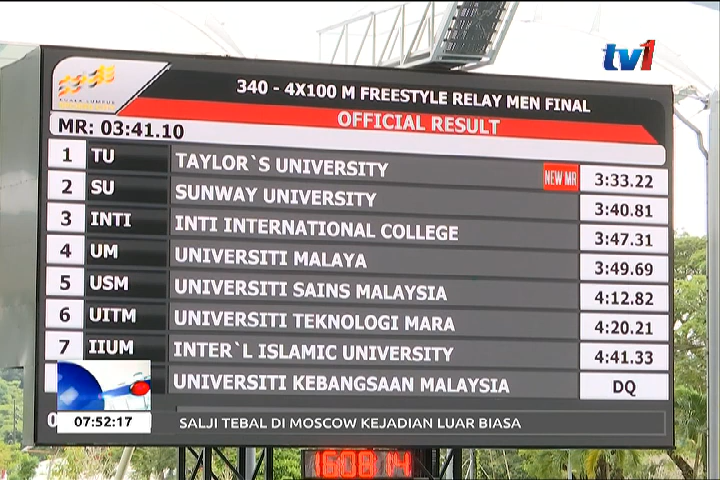 tv1
340 - 4X100 M FREESTYLE RELAY MEN FINAL
OFFICIAL RESULT
MR: 03:41.10
1 TU TAYLOR`S UNIVERSITY NEW MR 3:33.22
2 SU SUNWAY UNIVERSITY 3:40.81
3 INTI INTI INTERNATIONAL COLLEGE 3:47.31
4 UM UNIVERSITI MALAYA 3:49.69
5 USM UNIVERSITI SAINS MALAYSIA 4:12.82
6 UITM UNIVERSITI TEKNOLOGI MARA 4:20.21
7 IIUM INTER`L ISLAMIC UNIVERSITY 4:41.33
UNIVERSITI KEBANGSAAN MALAYSIA DQ
07:52:17 SALJI TEBAL DI MOSCOW KEJADIAN LUAR BIASA
16:08 14